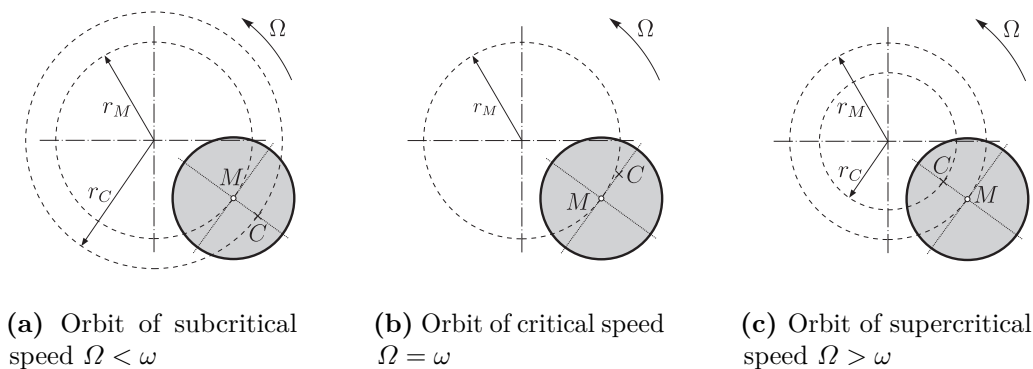 Ω
r_M
r_C
M
C
(a) Orbit of subcritical
speed Ω < ω
Ω
r_M
M
C
(b) Orbit of critical speed
Ω = ω
Ω
r_M
r_C
C
M
(c) Orbit of supercritical
speed Ω > ω